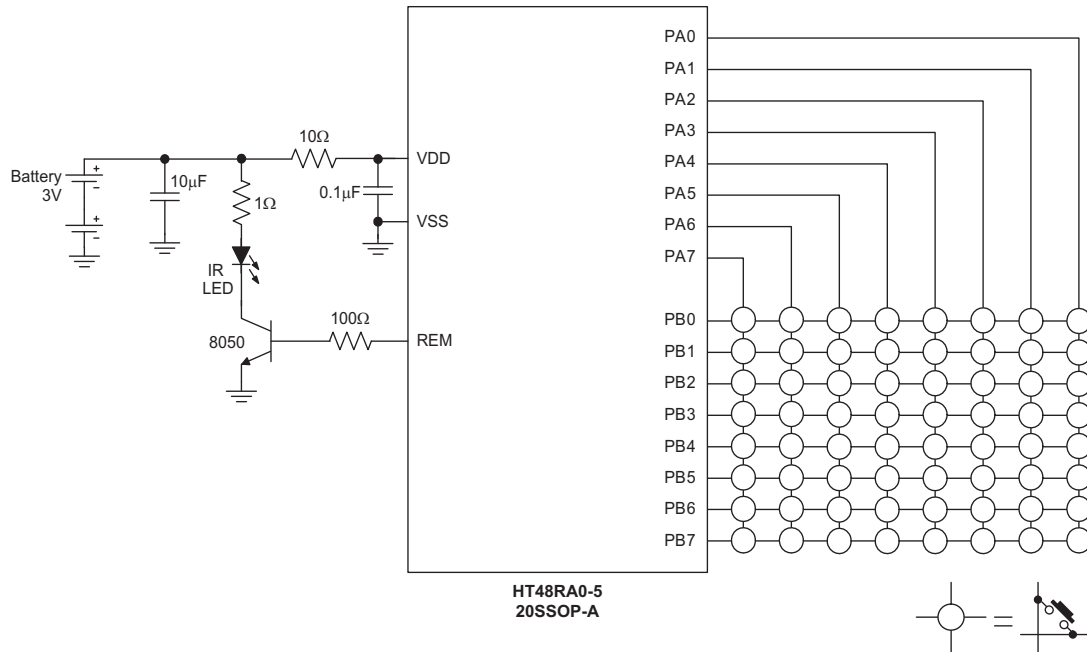 PA0
PA1
PA2
PA3
PA4
PA5
PA6
PA7
10Ω
VDD
Battery
3V
+
−
+
−
10μF
1Ω
0.1μF
VSS
IR
LED
8050
100Ω
REM
PB0
PB1
PB2
PB3
PB4
PB5
PB6
PB7
HT48RA0-5
20SSOP-A
=